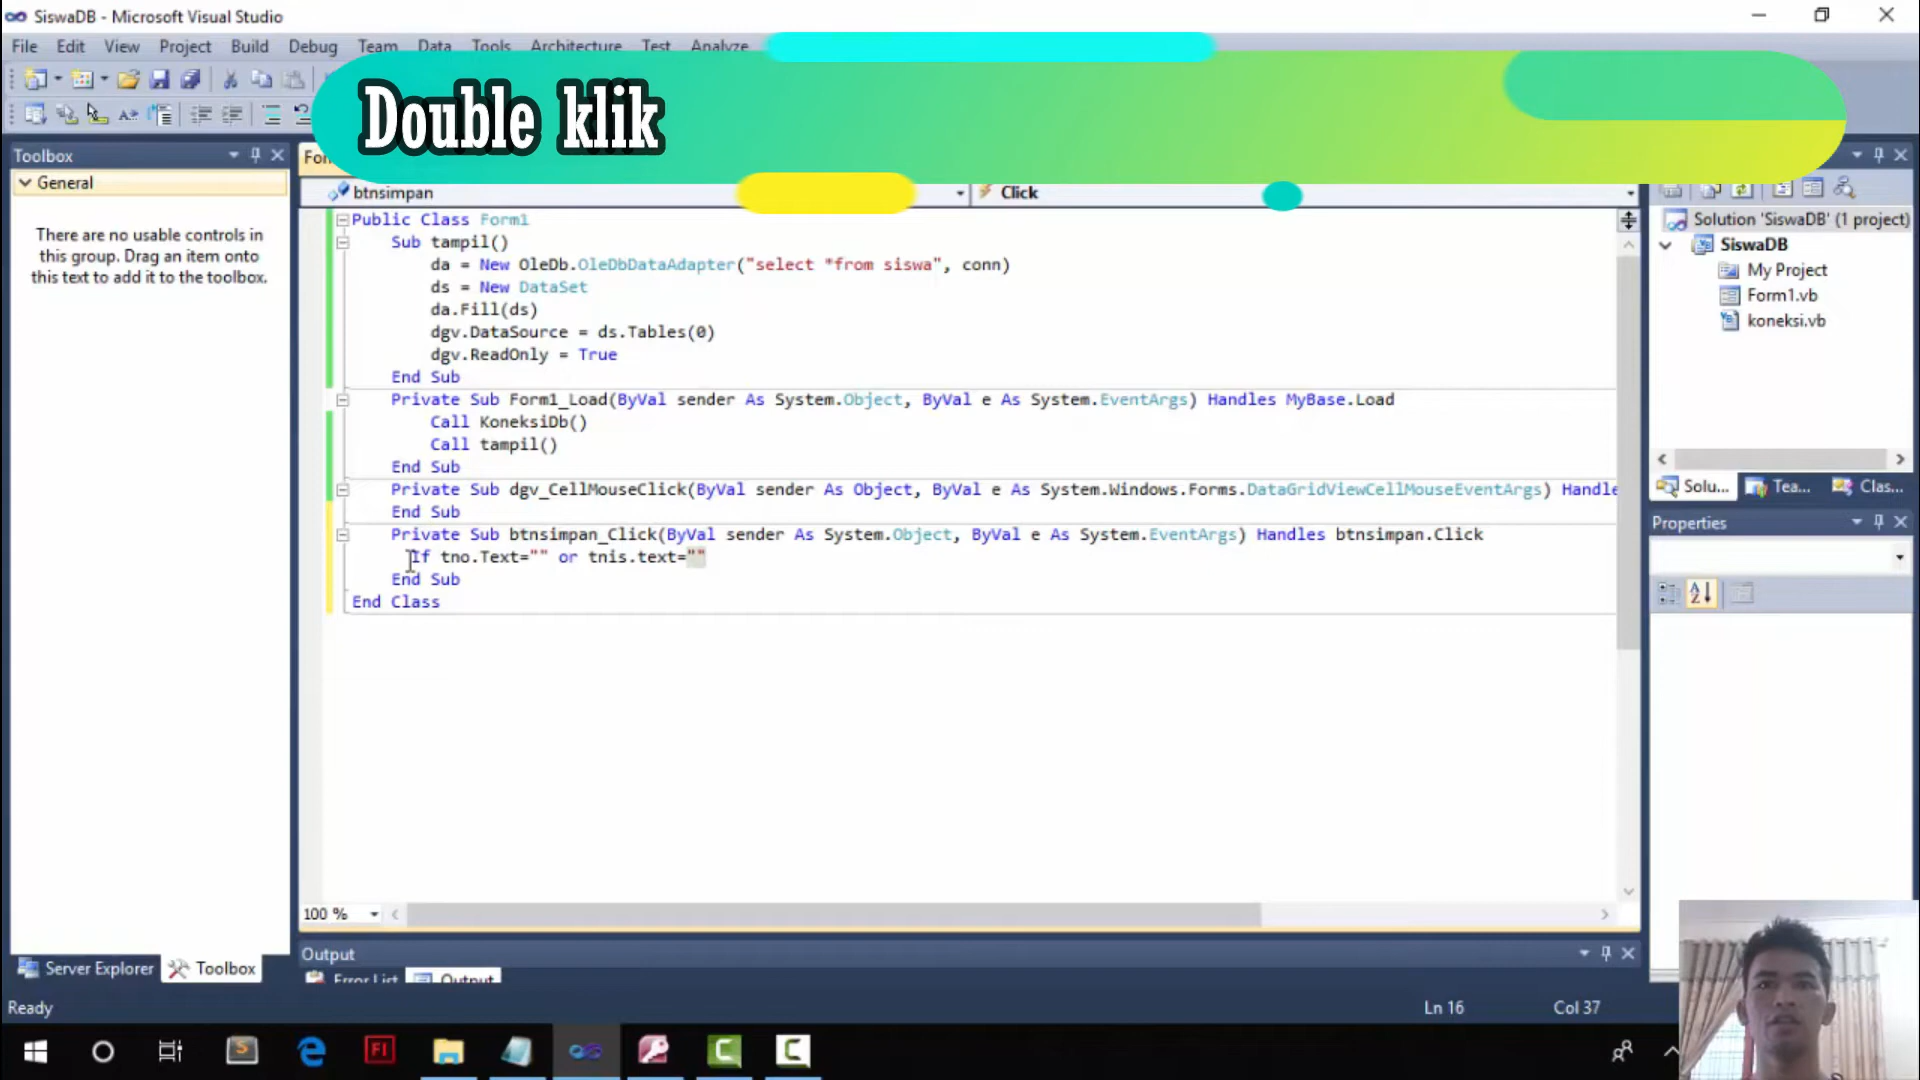 SiswaDB - Microsoft Visual Studio
File Edit View Project Build Debug Team Data Tools Architecture Test Analyze
Double klik
Toolbox
General
There are no usable controls in
this group. Drag an item onto
this text to add it to the toolbox.
btnsimpan
Click
Public Class Form1
Sub tampil()
da = New OleDb.OleDbDataAdapter("select *from siswa", conn)
ds = New DataSet
da.Fill(ds)
dgv.DataSource = ds.Tables(0)
dgv.ReadOnly = True
End Sub
Private Sub Form1_Load(ByVal sender As System.Object, ByVal e As System.EventArgs) Handles MyBase.Load
Call KoneksiDb()
Call tampil()
End Sub
Private Sub dgv_CellMouseClick(ByVal sender As Object, ByVal e As System.Windows.Forms.DataGridViewCellMouseEventArgs) Handle
End Sub
Private Sub btnsimpan_Click(ByVal sender As System.Object, ByVal e As System.EventArgs) Handles btnsimpan.Click
If tno.Text="" or tnis.text=""
End Sub
End Class
100 %
Output
Error List Output
Server Explorer Toolbox
Solution 'SiswaDB' (1 project)
SiswaDB
My Project
Form1.vb
koneksi.vb
Solu... Tea... Clas...
Properties
Ready
Ln 16 Col 37